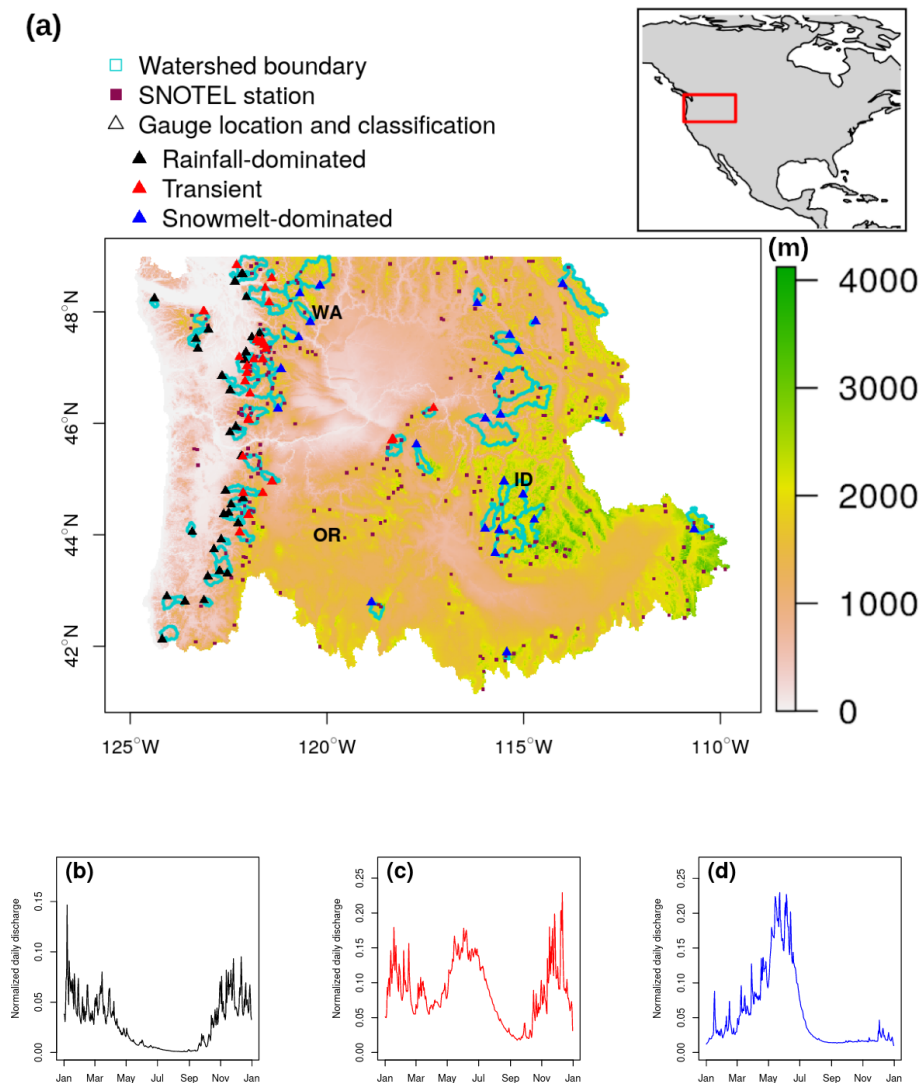 (a)
Watershed boundary
SNOTEL station
Gauge location and classification
Rainfall-dominated
Transient
Snowmelt-dominated
(m)
4000
3000
2000
1000
0
48°N
46°N
44°N
42°N
WA
ID
OR
125°W 120°W 115°W 110°W
(b)
Normalized daily discharge
0.15
0.10
0.05
0.00
Jan Mar May Jul Sep Nov Jan
(c)
Normalized daily discharge
0.25
0.20
0.15
0.10
0.05
0.00
Jan Mar May Jul Sep Nov Jan
(d)
Normalized daily discharge
0.25
0.20
0.15
0.10
0.05
0.00
Jan Mar May Jul Sep Nov Jan